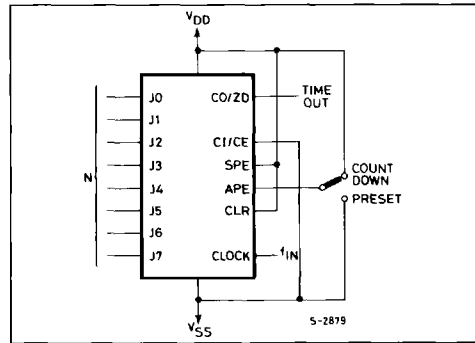 VDD
J0 CO/ZD TIME OUT
J1
J2 CI/CE
N J3 SPE
J4 APE COUNT DOWN
J5 CLR PRESET
J6
J7 CLOCK fIN
VSS
S-2879